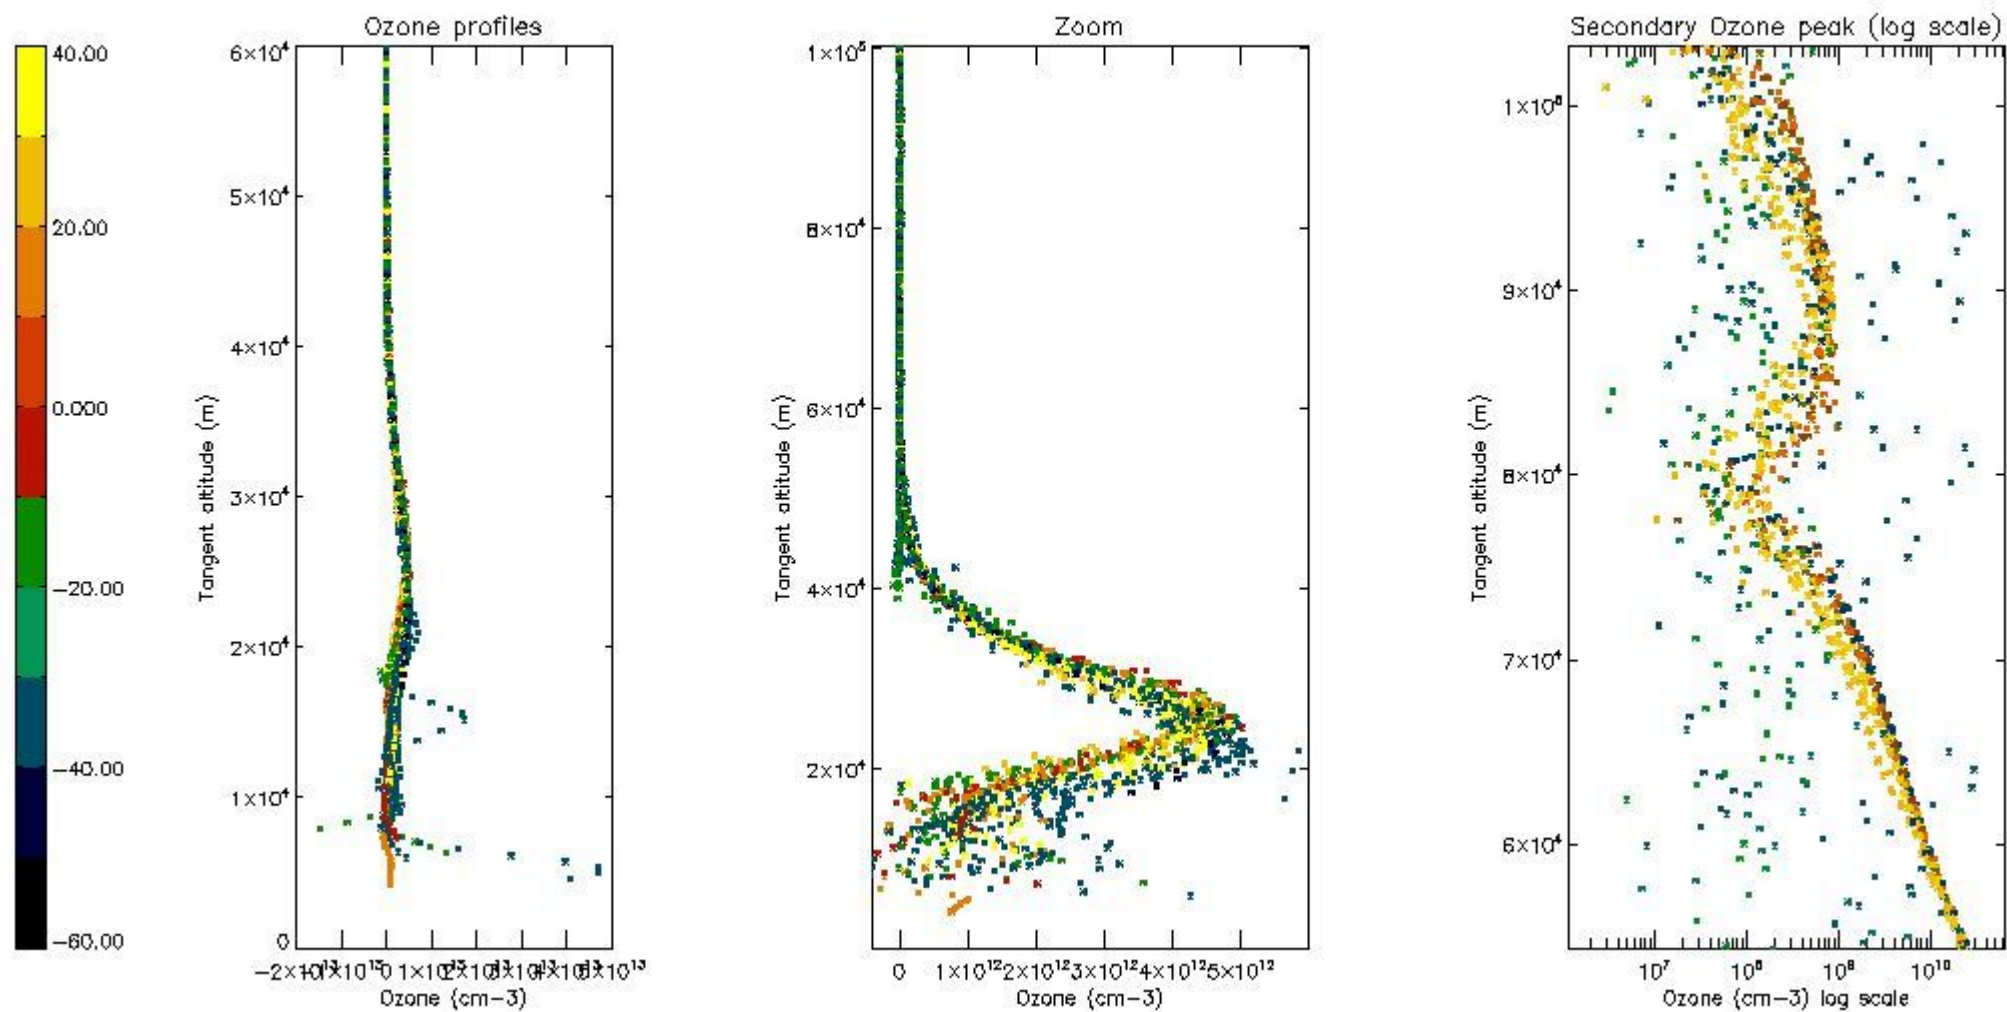 Ozone profiles
Zoom
Secondary Ozone peak (log scale)
40.00
20.00
0.000
−20.00
−40.00
−60.00
6×10⁴
5×10⁴
4×10⁴
3×10⁴
2×10⁴
1×10⁴
0
Tangent altitude (m)
Ozone (cm−3)
1×10⁵
8×10⁴
6×10⁴
4×10⁴
2×10⁴
Tangent altitude (m)
0 1×10¹² 2×10¹² 3×10¹² 4×10¹² 5×10¹²
Ozone (cm−3)
9×10⁴
8×10⁴
7×10⁴
6×10⁴
Tangent altitude (m)
10⁷ 10⁸ 10⁹ 10¹⁰
Ozone (cm−3) log scale